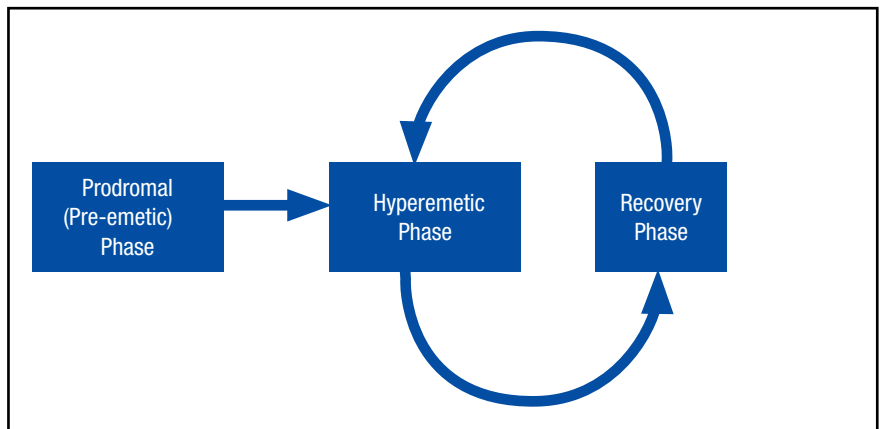 Prodromal
(Pre-emetic)
Phase
Hyperemetic
Phase
Recovery
Phase